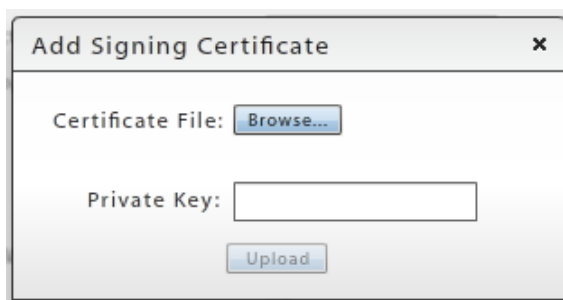 Add Signing Certificate ×
Certificate File: Browse...
Private Key:
Upload